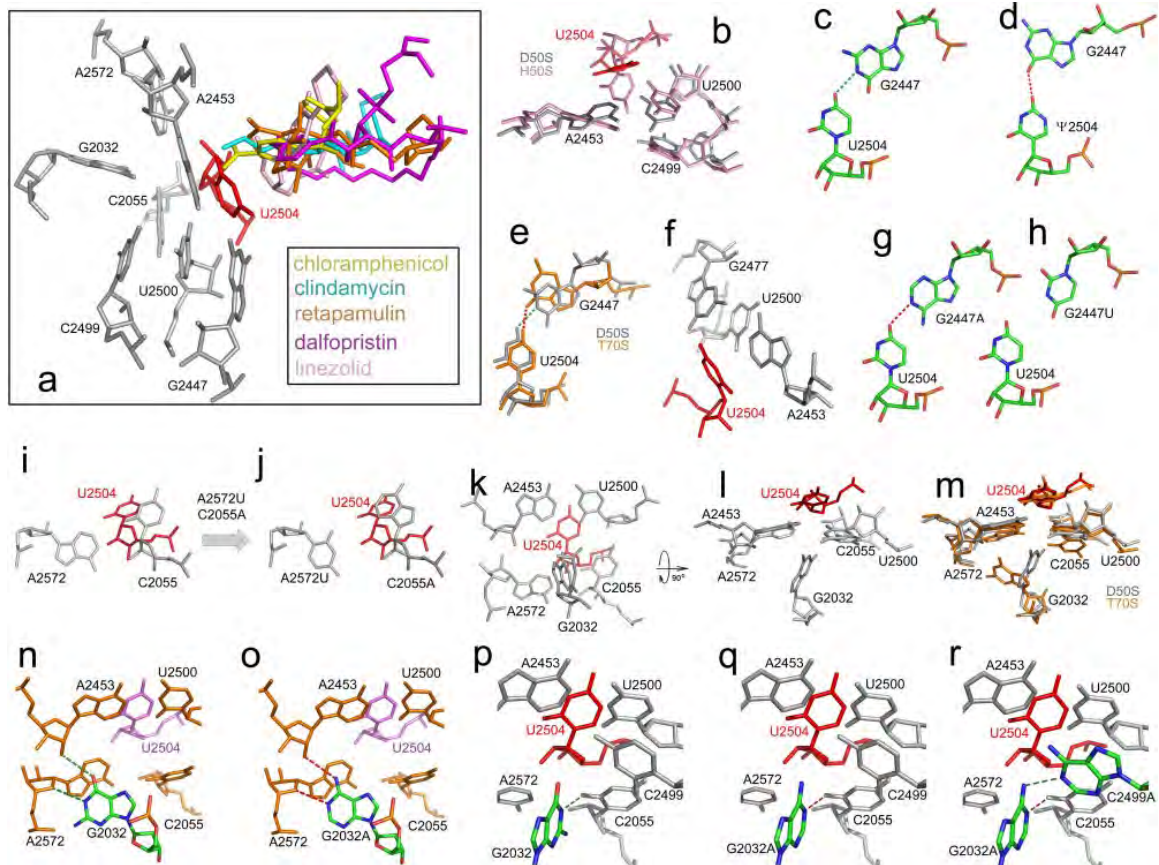 A2572
A2453
G2032
C2055
U2504
U2500
C2499
G2447
chloramphenicol
clindamycin
retapamulin
dalfopristin
linezolid
a
U2504
b
D50S
H50S
U2500
A2453
C2499
c
G2447
U2504
d
G2447
Ψ2504
e
G2447
D50S
T70S
U2504
f
G2477
U2500
U2504
A2453
g
G2447A
U2504
h
G2447U
U2504
i
U2504
A2572
C2055
A2572U
C2055A
j
U2504
A2572U
C2055A
k
A2453
U2500
U2504
C2055
A2572
G2032
90°
l
U2504
A2453
C2055
U2500
A2572
G2032
m
U2504
A2453
C2055
A2572
U2500
G2032
D50S
T70S
n
U2500
A2453
U2504
A2572
G2032
C2055
o
U2500
A2453
U2504
A2572
G2032A
C2055
p
A2453
U2500
U2504
A2572
C2499
C2055
G2032
q
A2453
U2500
U2504
A2572
C2499
C2055
G2032A
r
A2453
U2500
U2504
A2572
C2499A
C2055
G2032A